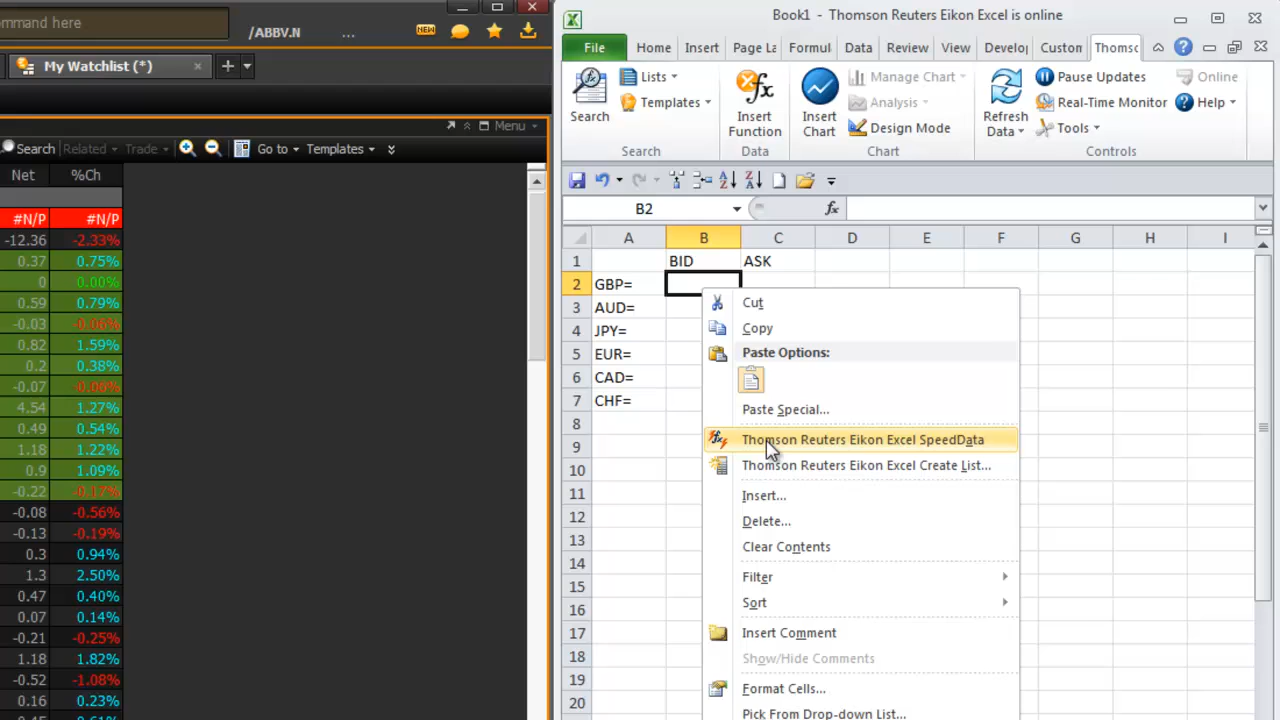 ommand here
/ABBV.N
...
NEW
My Watchlist (*)
Menu
Search Related Trade Go to Templates
Net %Ch
#N/P #N/P
-12.36 -2.33%
0.37 0.75%
0 0.00%
0.59 0.79%
-0.03 -0.06%
0.82 1.59%
0.2 0.38%
-0.07 -0.06%
4.54 1.27%
0.49 0.54%
1.18 1.22%
0.9 1.09%
-0.22 -0.17%
-0.08 -0.56%
-0.13 -0.19%
0.3 0.94%
1.3 2.50%
0.47 0.40%
0.07 0.14%
-0.21 -0.25%
1.18 1.82%
-0.52 -1.08%
0.16 0.23%
0.45 0.61%
Book1 - Thomson Reuters Eikon Excel is online
File Home Insert Page La Formul Data Review View Develo Custon Thomsc
Search
Lists
Templates
Search
Insert Function
Data
Insert Chart
Manage Chart
Analysis
Design Mode
Chart
Refresh Data
Pause Updates
Real-Time Monitor
Tools
Online
Help
Controls
B2
fx
A B C D E F G H I
1 BID ASK
2 GBP=
3 AUD=
4 JPY=
5 EUR=
6 CAD=
7 CHF=
8
9
10
11
12
13
14
15
16
17
18
19
20
Cut
Copy
Paste Options:
Paste Special...
Thomson Reuters Eikon Excel SpeedData
Thomson Reuters Eikon Excel Create List...
Insert...
Delete...
Clear Contents
Filter
Sort
Insert Comment
Show/Hide Comments
Format Cells...
Pick From Drop-down List...